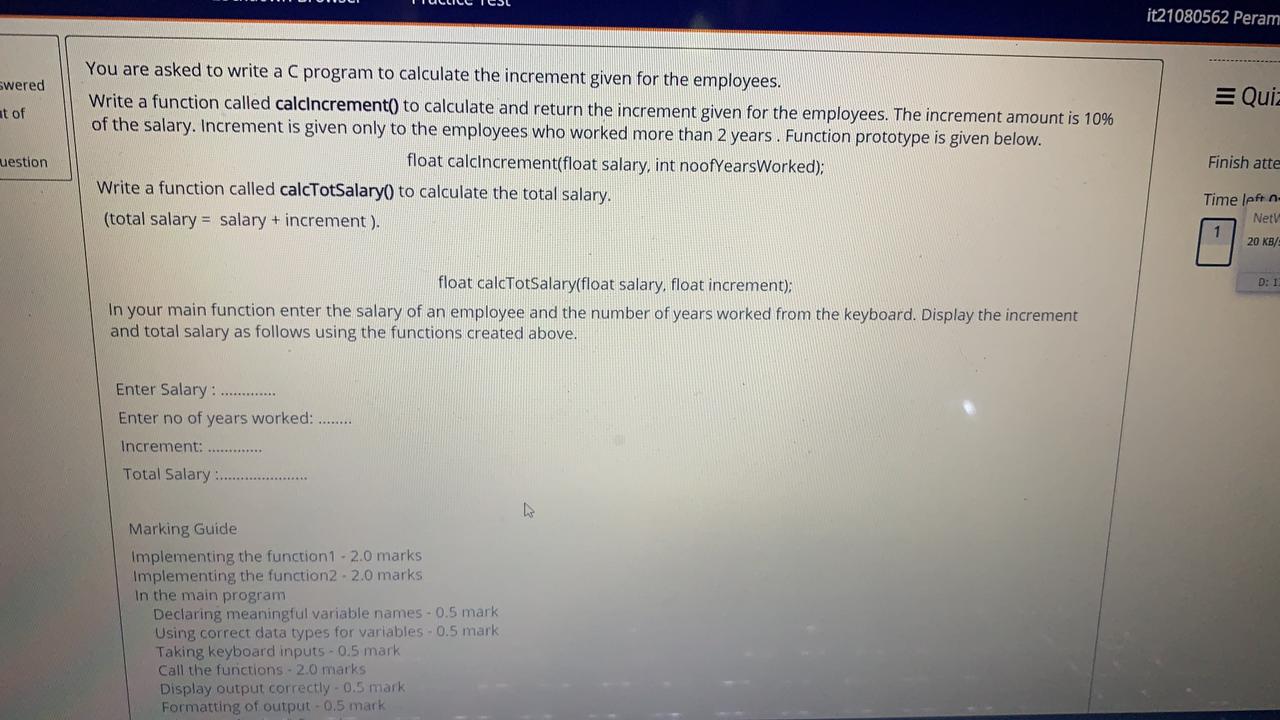 Practice Test
it21080562 Peram
swered
at of
uestion
You are asked to write a C program to calculate the increment given for the employees.
Write a function called calcIncrement() to calculate and return the increment given for the employees. The increment amount is 10%
of the salary. Increment is given only to the employees who worked more than 2 years . Function prototype is given below.
float calcIncrement(float salary, int noofYearsWorked);
Write a function called calcTotSalary() to calculate the total salary.
(total salary = salary + increment ).
float calcTotSalary(float salary, float increment);
In your main function enter the salary of an employee and the number of years worked from the keyboard. Display the increment
and total salary as follows using the functions created above.
Enter Salary : .............
Enter no of years worked: ........
Increment: .............
Total Salary :.....................
Marking Guide
Implementing the function1 - 2.0 marks
Implementing the function2 - 2.0 marks
In the main program
Declaring meaningful variable names - 0.5 mark
Using correct data types for variables - 0.5 mark
Taking keyboard inputs - 0.5 mark
Call the functions - 2.0 marks
Display output correctly - 0.5 mark
Formatting of output - 0.5 mark
Quiz
Finish atte
Time left
1
NetW
20 KB/
D: 1